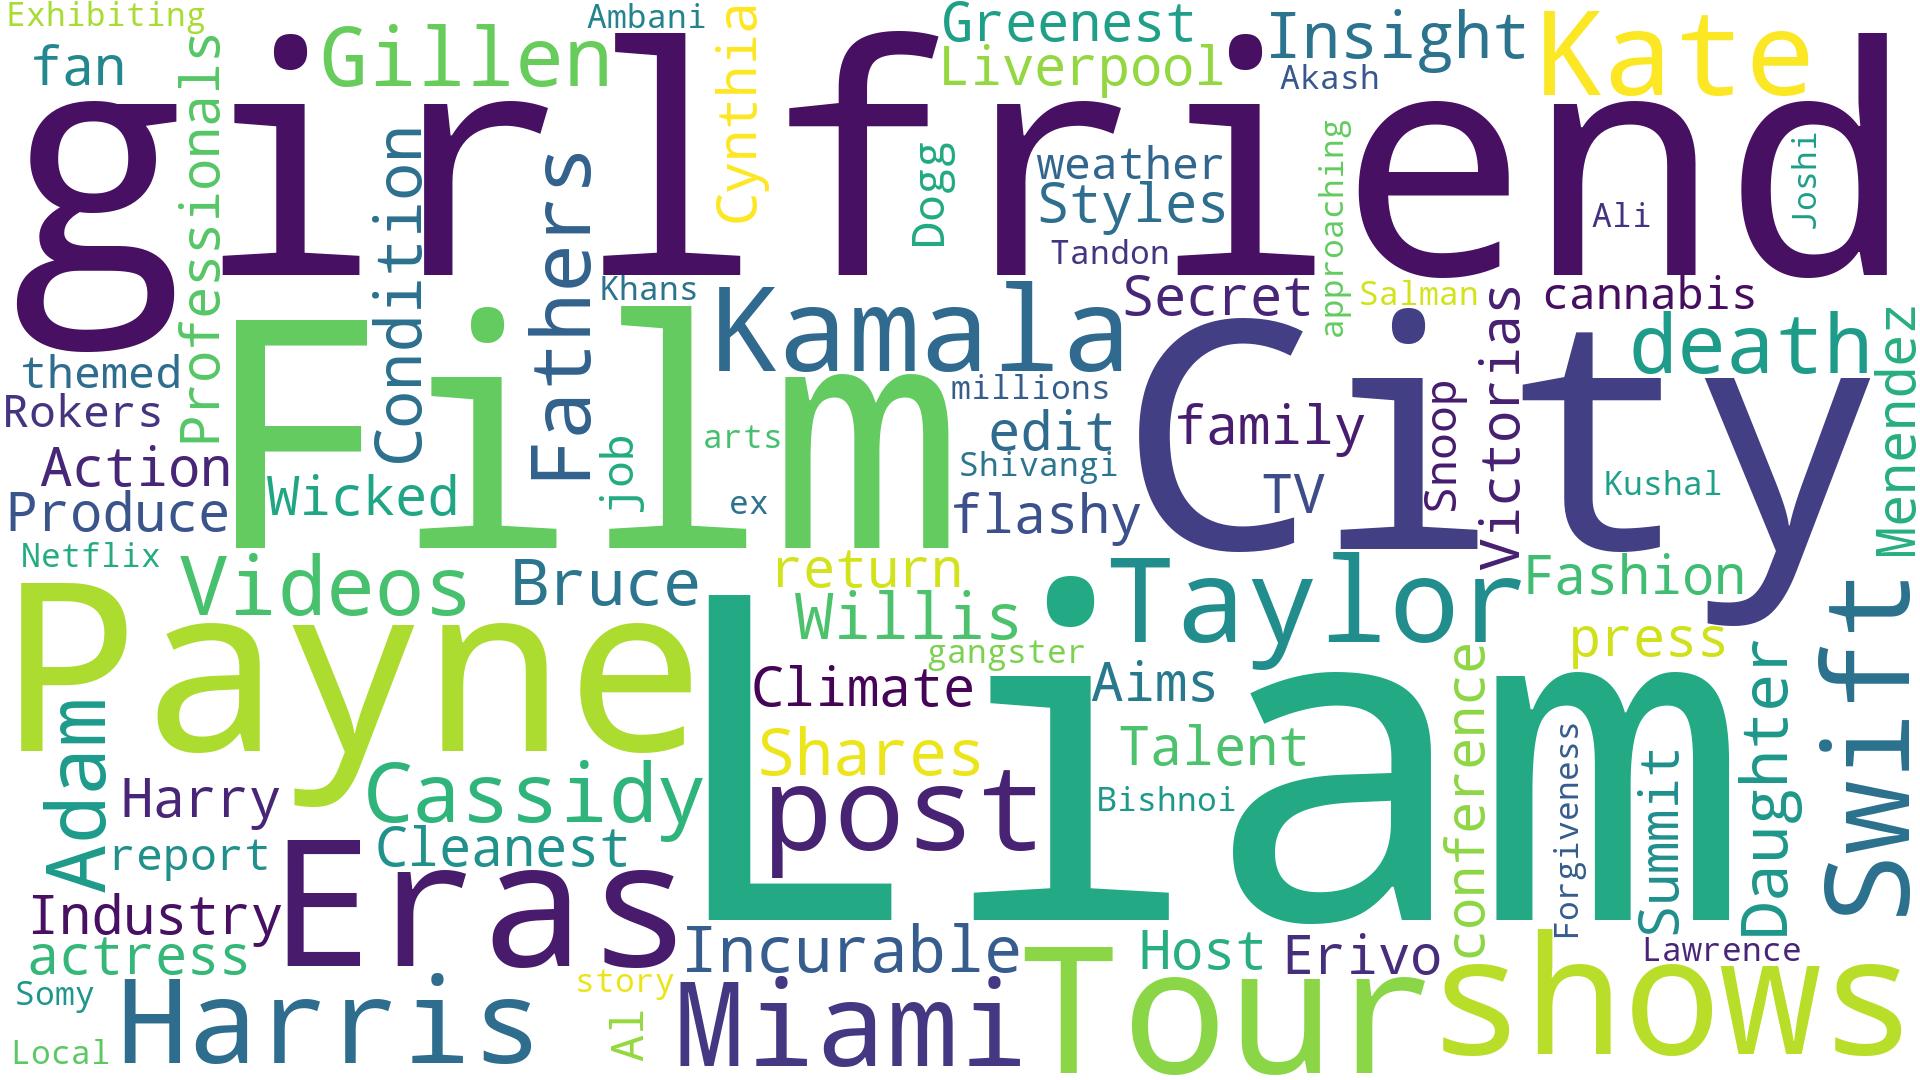 Exhibiting
Ambani
Cynthia
Greenest
Insight
Kate
fan
Professionals
Gillen
Liverpool
Akash
girlfriend
Condition
Fathers
Dogg
weather
Styles
Tandon
approaching
Ali
Joshi
Khans
Kamala
Secret
Salman
cannabis
Victorias
Menendez
themed
Film
City
death
Rokers
millions
edit
family
Snoop
Action
Wicked
job
arts
Shivangi
TV
Kushal
Produce
ex
flashy
Netflix
Videos
Bruce
return
Taylor
Fashion
Payne
Willis
gangster
press
Swift
Adam
Climate
Aims
conference
Daughter
Liam
Shares
Talent
Forgiveness
Summit
Harry
Cassidy
post
Bishnoi
report
Cleanest
Eras
Industry
actress
Incurable
Host
Erivo
Lawrence
Somy
Harris
story
Miami
Tour
shows
Local
Al